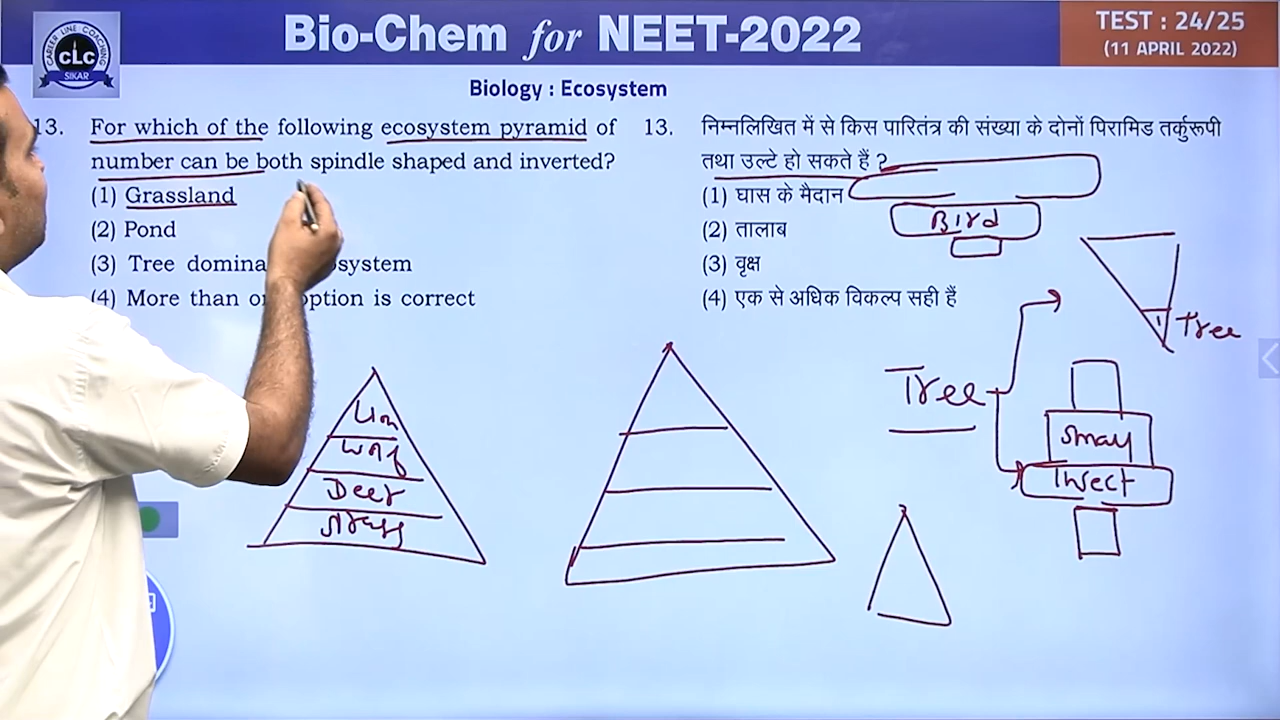 Bio-Chem for NEET-2022
TEST : 24/25
(11 APRIL 2022)
CAREER LINE COACHING
CLC
SIKAR
Biology : Ecosystem
13. For which of the following ecosystem pyramid of
number can be both spindle shaped and inverted?
(1) Grassland
(2) Pond
(3) Tree
(4) More than
option is correct
13. निम्नलिखित में से किस पारितंत्र की संख्या के दोनों पिरामिड तर्कुरूपी
तथा उल्टे हो सकते हैं ?
(1) घास के मैदान
(2) तालाब
(3) वृक्ष
(4) एक से अधिक विकल्प सही हैं
Bird
1
Tree
Tree
Small
Insect
Lion
Deer